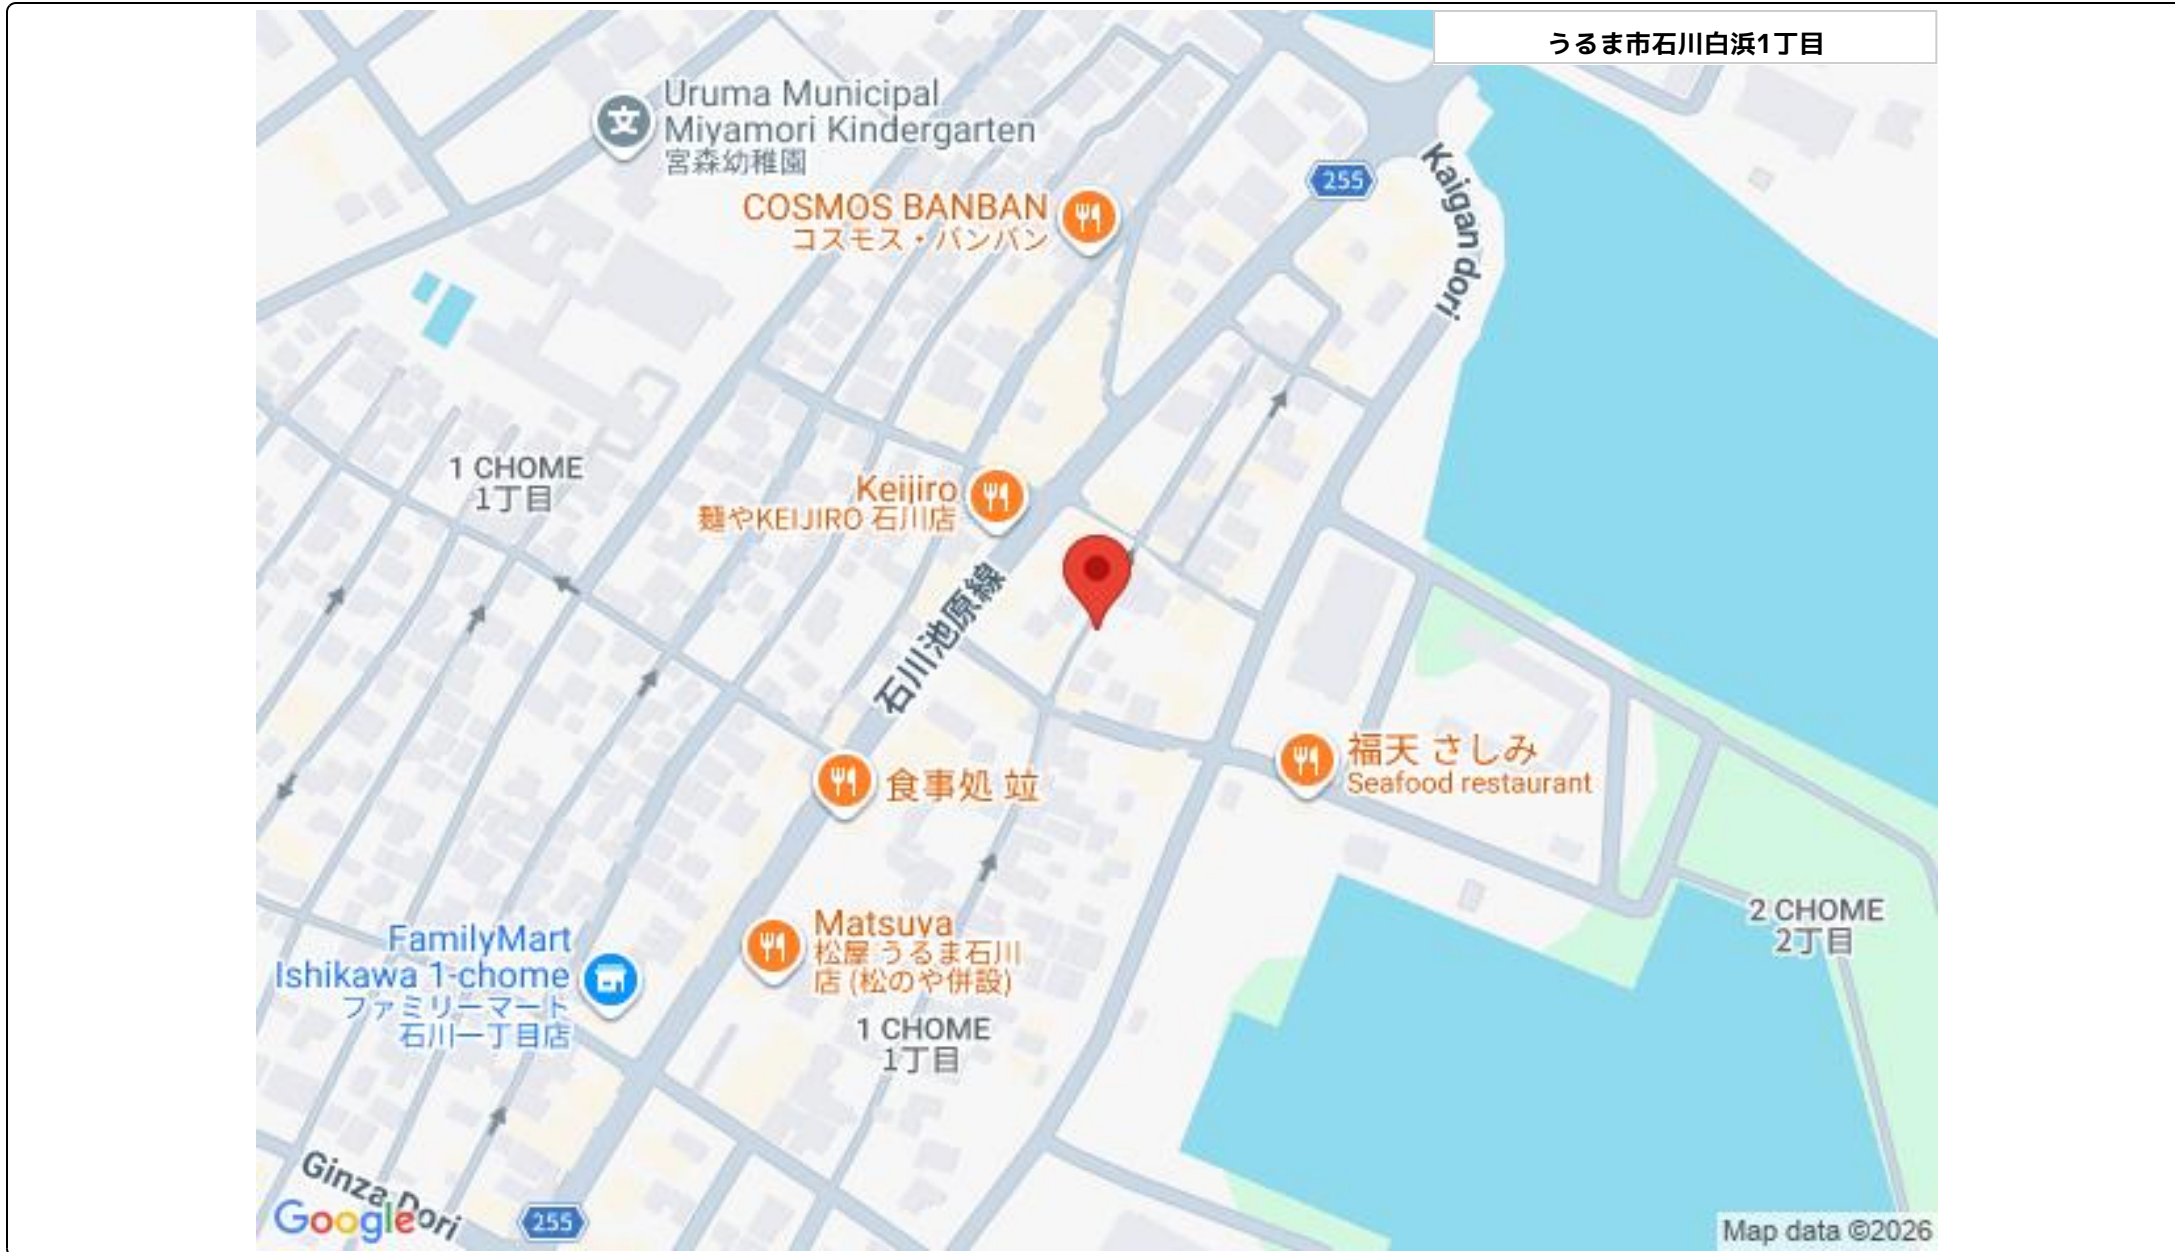 うるま市石川白浜1丁目
Uruma Municipal
Miyamori Kindergarten
宮森幼稚園
COSMOS BANBAN
コスモス・バンバン
255
Kaigan dori
1 CHOME
1丁目
Keijiro
麺やKEIJIRO 石川店
石川池原線
食事処 竝
福天 さしみ
Seafood restaurant
2 CHOME
2丁目
Matsuya
松屋 うるま石川
店 (松のや併設)
FamilyMart
Ishikawa 1-chome
ファミリーマート
石川一丁目店
1 CHOME
1丁目
Ginza Dori
Google
255
Map data ©2026